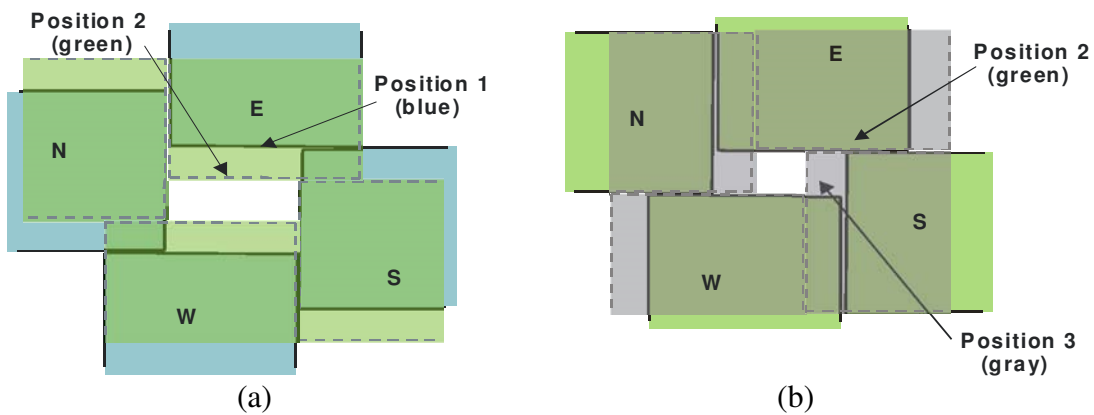 Position 2
(green)
Position 1
(blue)
E
N
S
W
(a)
E
Position 2
(green)
N
S
W
Position 3
(gray)
(b)